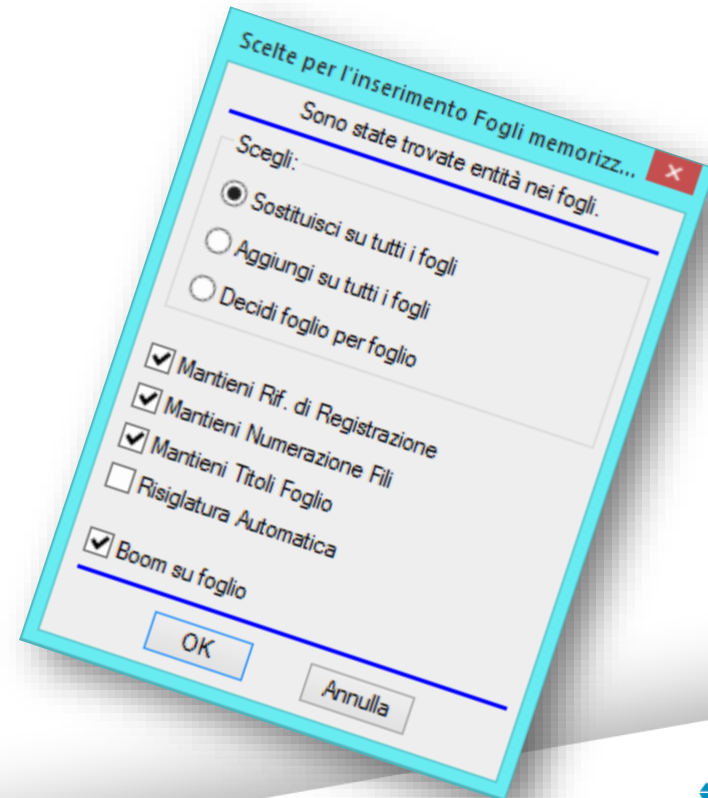 Scelte per l'inserimento Fogli memorizz...
Sono state trovate entità nei fogli.
Scegli:
Sostituisci su tutti i fogli
Aggiungi su tutti i fogli
Decidi foglio per foglio
Mantieni Rif. di Registrazione
Mantieni Numerazione Fili
Mantieni Titoli Foglio
Risiglatura Automatica
Boom su foglio
OK
Annulla